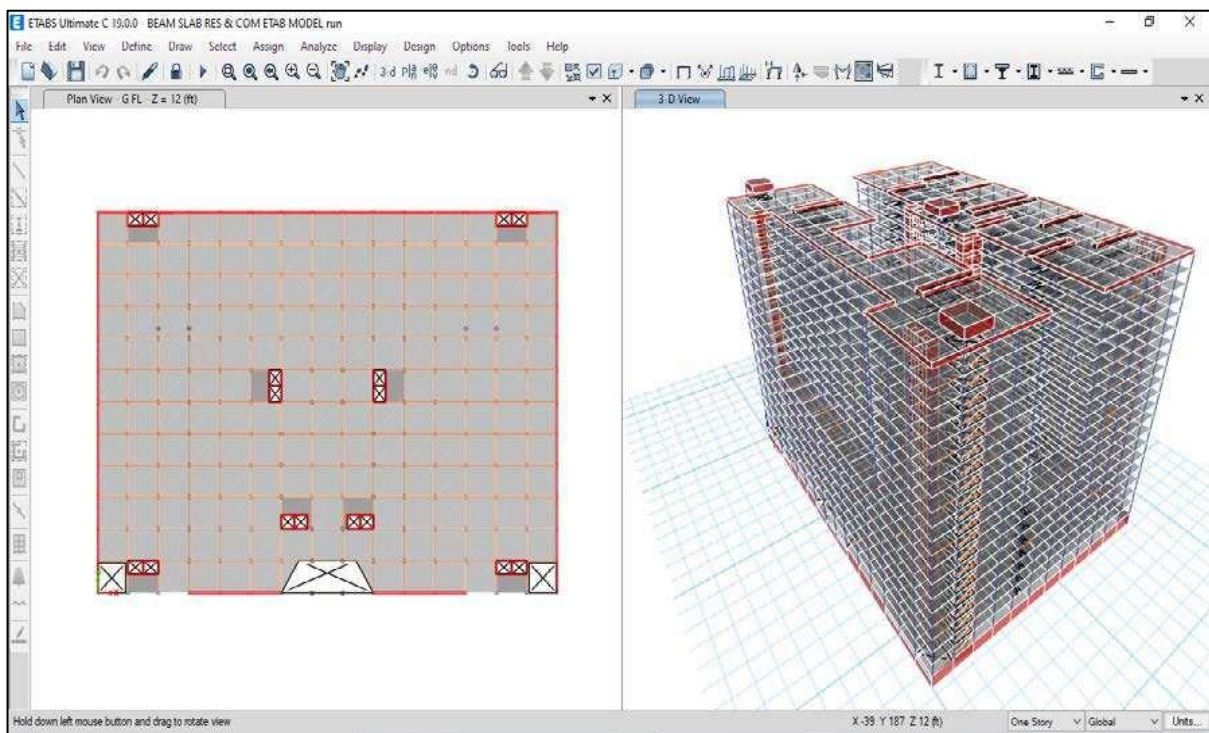 ETABS Ultimate C 19.0.0 - BEAM SLAB RES & COM ETAB MODEL run
File Edit View Define Draw Select Assign Analyze Display Design Options Tools Help
3-d
nd
Plan View - G FL - Z = 12 (ft)
3-D View
Hold down left mouse button and drag to rotate view
X -39 Y 187 Z 12 (ft)
One Story
Global
Units...